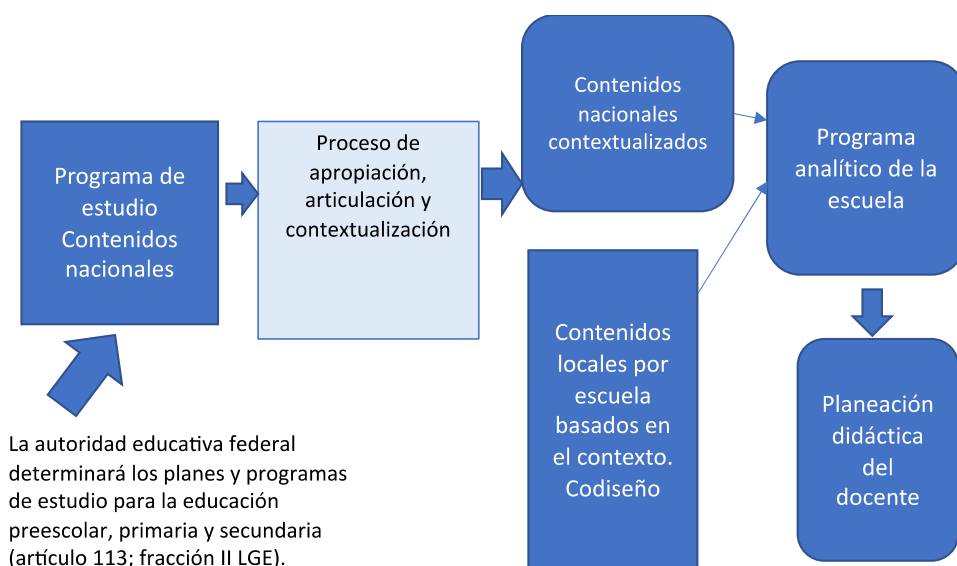 Programa de
estudio
Contenidos
nacionales
Proceso de
apropiación,
articulación y
contextualización
Contenidos
nacionales
contextualizados
Programa
analítico de la
escuela
Contenidos
locales por
escuela
basados en
el contexto.
Codiseño
Planeación
didáctica
del
docente
La autoridad educativa federal
determinará los planes y programas
de estudio para la educación
preescolar, primaria y secundaria
(artículo 113; fracción II LGE).